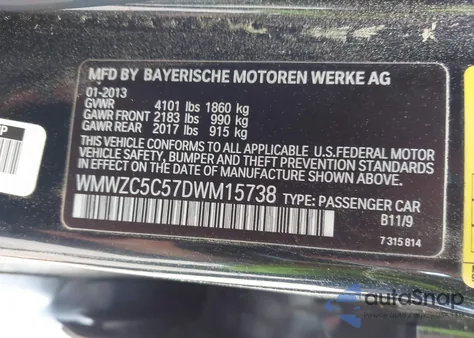 MFD BY BAYERISCHE MOTOREN WERKE AG
01-2013
GVWR 4101 lbs 1860 kg
GAWR FRONT 2183 lbs 990 kg
GAWR REAR 2017 lbs 915 kg
THIS VEHICLE CONFORMS TO ALL APPLICABLE U.S.FEDERAL MOTOR
VEHICLE SAFETY, BUMPER, AND THEFT PREVENTION STANDARDS
IN EFFECT ON THE DATE OF MANUFACTURE SHOWN ABOVE.
WMWZC5C57DWM15738 TYPE: PASSENGER CAR
B11/9
7 315 814
autoSnap